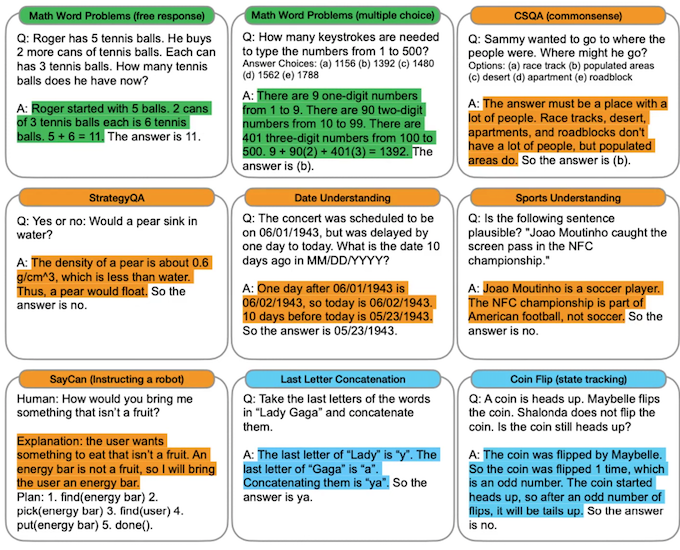 Math Word Problems (free response)
Q: Roger has 5 tennis balls. He buys
2 more cans of tennis balls. Each can
has 3 tennis balls. How many tennis
balls does he have now?
A: Roger started with 5 balls. 2 cans
of 3 tennis balls each is 6 tennis
balls. 5 + 6 = 11. The answer is 11.
Math Word Problems (multiple choice)
Q: How many keystrokes are needed
to type the numbers from 1 to 500?
Answer Choices: (a) 1156 (b) 1392 (c) 1480
(d) 1562 (e) 1788
A: There are 9 one-digit numbers
from 1 to 9. There are 90 two-digit
numbers from 10 to 99. There are
401 three-digit numbers from 100 to
500. 9 + 90(2) + 401(3) = 1392. The
answer is (b).
CSQA (commonsense)
Q: Sammy wanted to go to where the
people were. Where might he go?
Options: (a) race track (b) populated areas
(c) desert (d) apartment (e) roadblock
A: The answer must be a place with a
lot of people. Race tracks, desert,
apartments, and roadblocks don't
have a lot of people, but populated
areas do. So the answer is (b).
StrategyQA
Q: Yes or no: Would a pear sink in
water?
A: The density of a pear is about 0.6
g/cm^3, which is less than water.
Thus, a pear would float. So the
answer is no.
Date Understanding
Q: The concert was scheduled to be
on 06/01/1943, but was delayed by
one day to today. What is the date 10
days ago in MM/DD/YYYY?
A: One day after 06/01/1943 is
06/02/1943, so today is 06/02/1943.
10 days before today is 05/23/1943.
So the answer is 05/23/1943.
Sports Understanding
Q: Is the following sentence
plausible? "Joao Moutinho caught the
screen pass in the NFC
championship."
A: Joao Moutinho is a soccer player.
The NFC championship is part of
American football, not soccer. So the
answer is no.
SayCan (Instructing a robot)
Human: How would you bring me
something that isn't a fruit?
Explanation: the user wants
something to eat that isn't a fruit. An
energy bar is not a fruit, so I will bring
the user an energy bar.
Plan: 1. find(energy bar) 2.
pick(energy bar) 3. find(user) 4.
put(energy bar) 5. done().
Last Letter Concatenation
Q: Take the last letters of the words
in "Lady Gaga" and concatenate
them.
A: The last letter of "Lady" is "y". The
last letter of "Gaga" is "a".
Concatenating them is "ya". So the
answer is ya.
Coin Flip (state tracking)
Q: A coin is heads up. Maybelle flips
the coin. Shalonda does not flip the
coin. Is the coin still heads up?
A: The coin was flipped by Maybelle.
So the coin was flipped 1 time, which
is an odd number. The coin started
heads up, so after an odd number of
flips, it will be tails up. So the answer
is no.